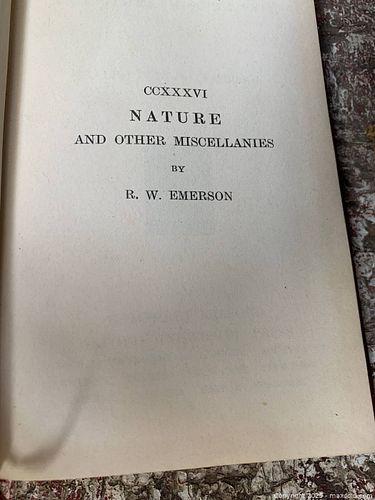 CCXXXVI
NATURE
AND OTHER MISCELLANIES
BY
R. W. EMERSON